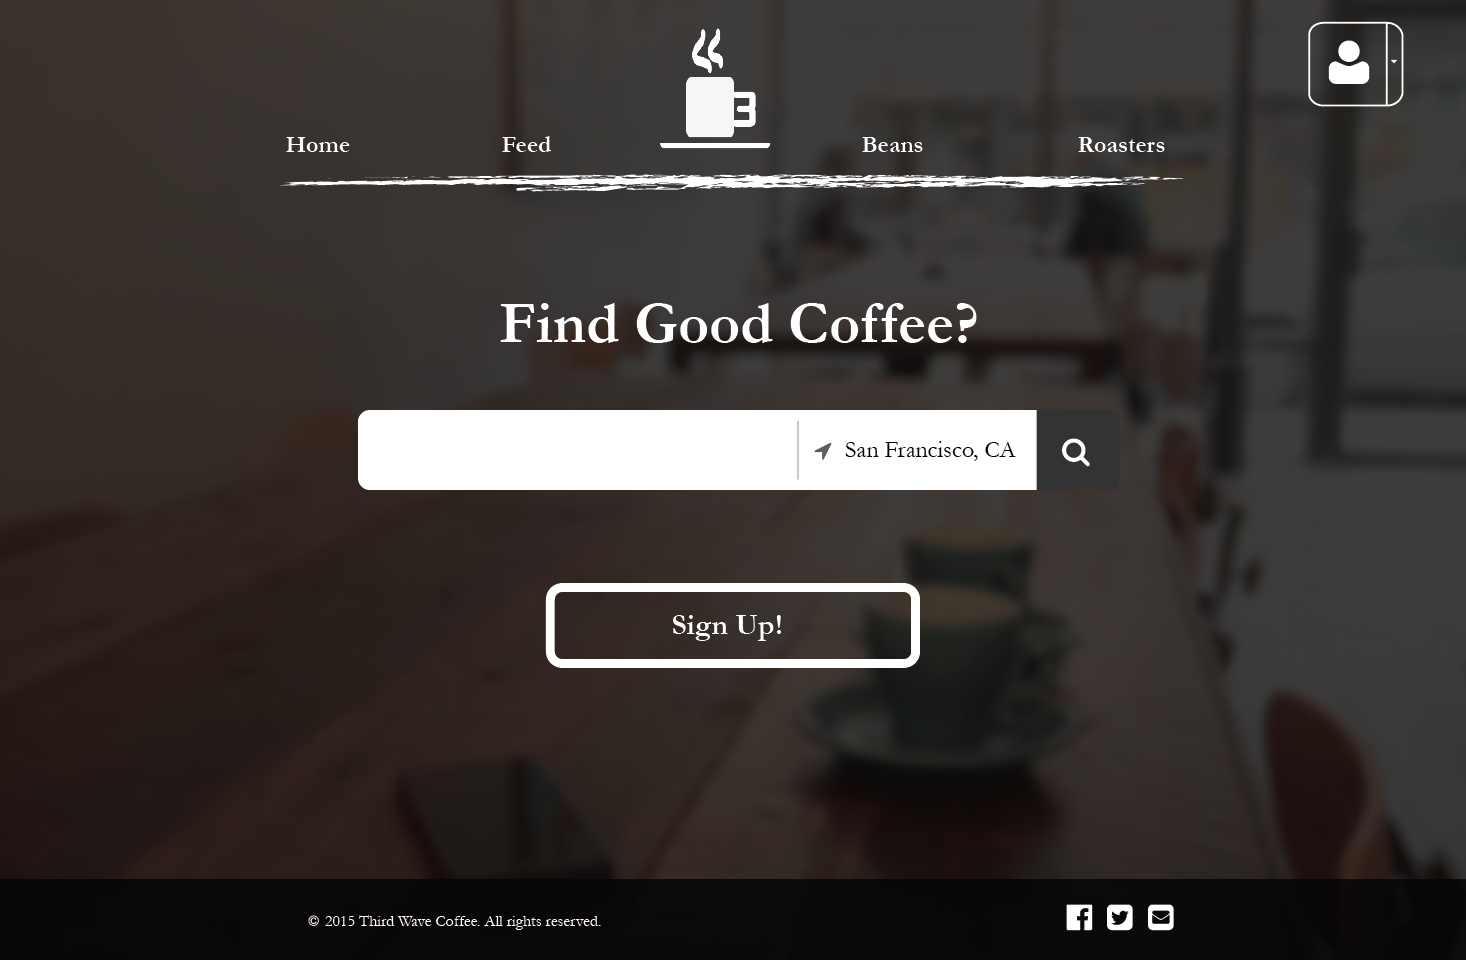 Home
Feed
3
Beans
Roasters
Find Good Coffee?
San Francisco, CA
Sign Up!
© 2015 Third Wave Coffee. All rights reserved.